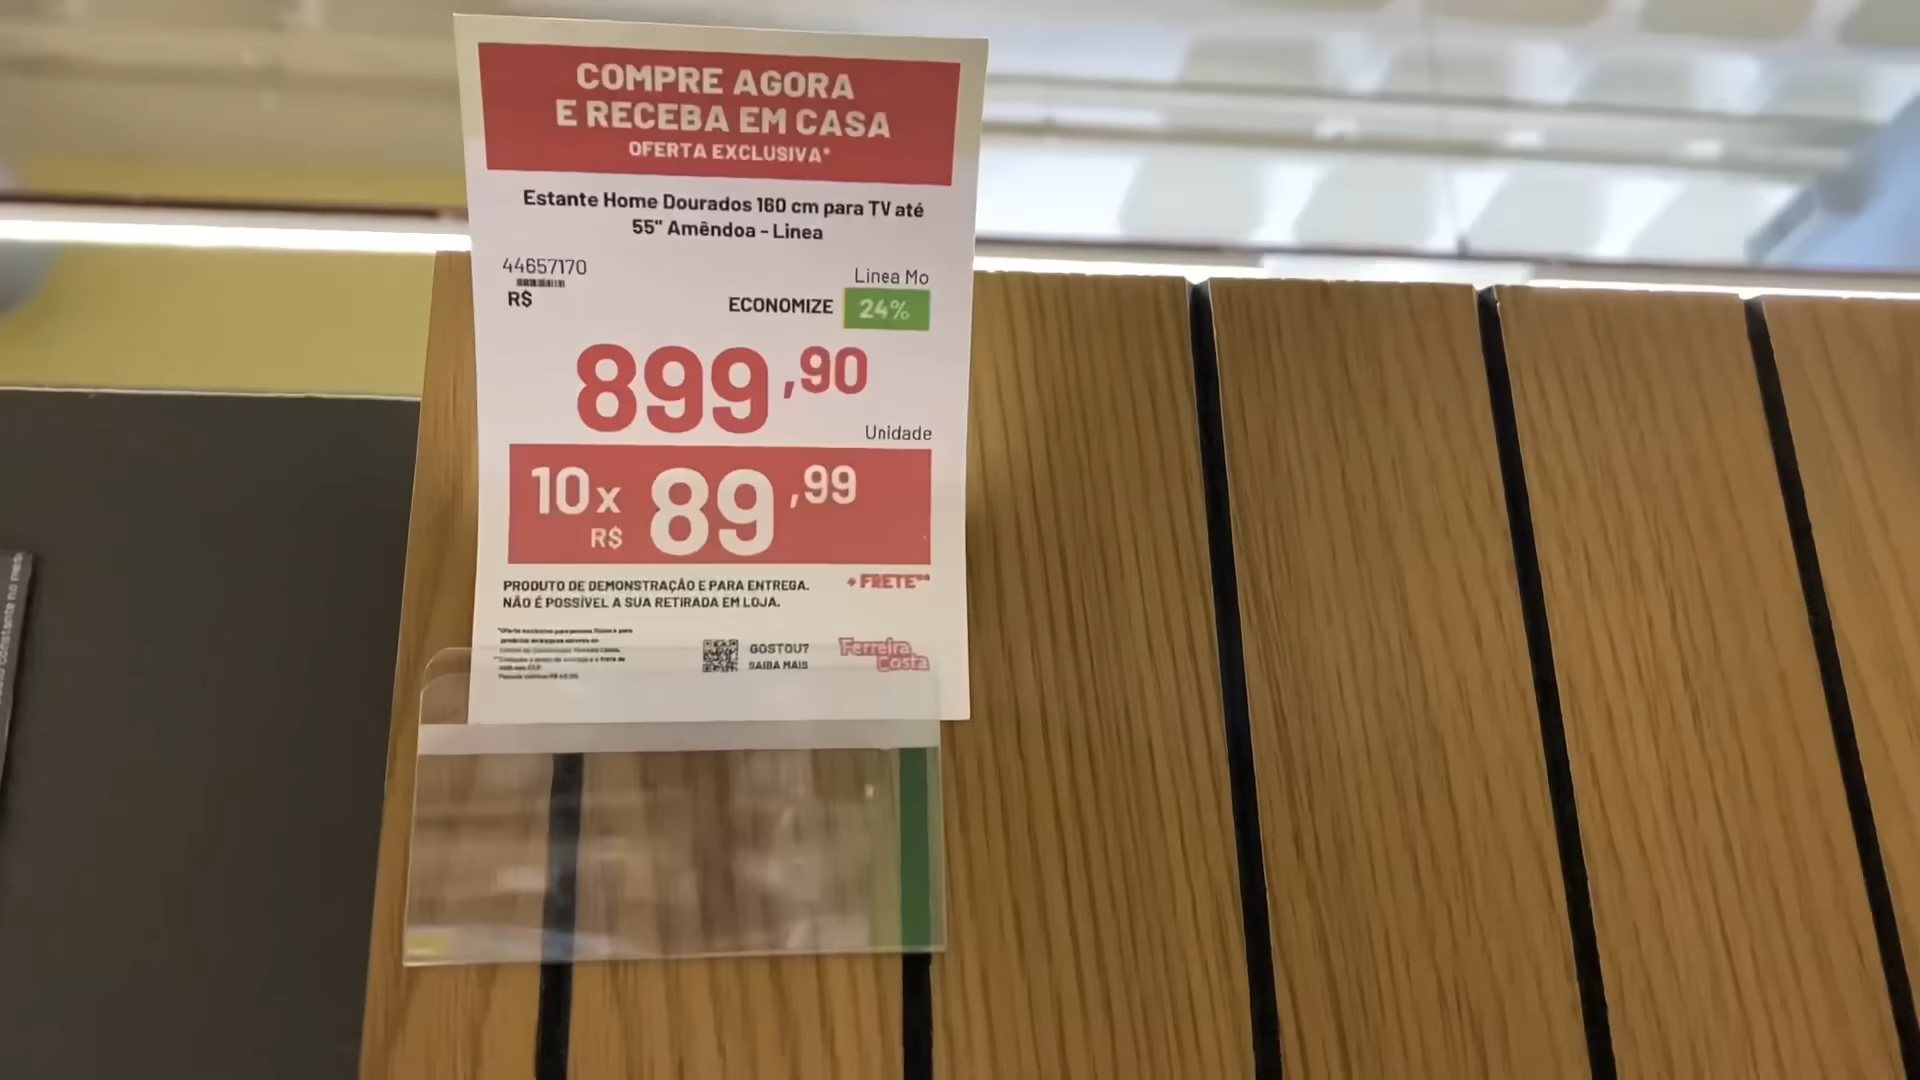 COMPRE AGORA
E RECEBA EM CASA
OFERTA EXCLUSIVA*
Estante Home Dourados 160 cm para TV até
55" Amêndoa - Linea
44657170
Linea Mo
R$
ECONOMIZE 24%
899,90
Unidade
10x
R$ 89,99
PRODUTO DE DEMONSTRAÇÃO E PARA ENTREGA.
NÃO É POSSÍVEL A SUA RETIRADA EM LOJA.
+ FRETE**
GOSTOU?
SAIBA MAIS
Ferreira
Costa
constante no